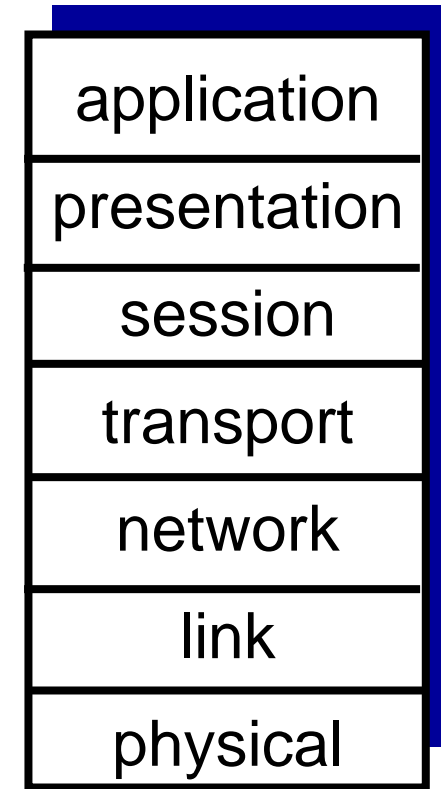 application
presentation
session
transport
network
link
physical